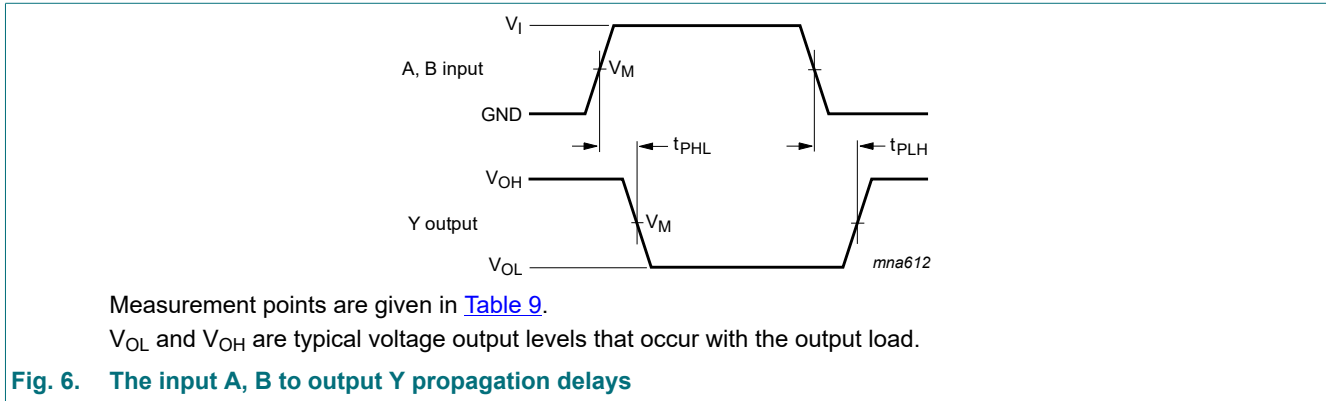 V_I
A, B input
V_M
GND
t_PHL
t_PLH
V_OH
Y output
V_M
V_OL
mna612
Measurement points are given in Table 9.
V_OL and V_OH are typical voltage output levels that occur with the output load.
Fig. 6. The input A, B to output Y propagation delays